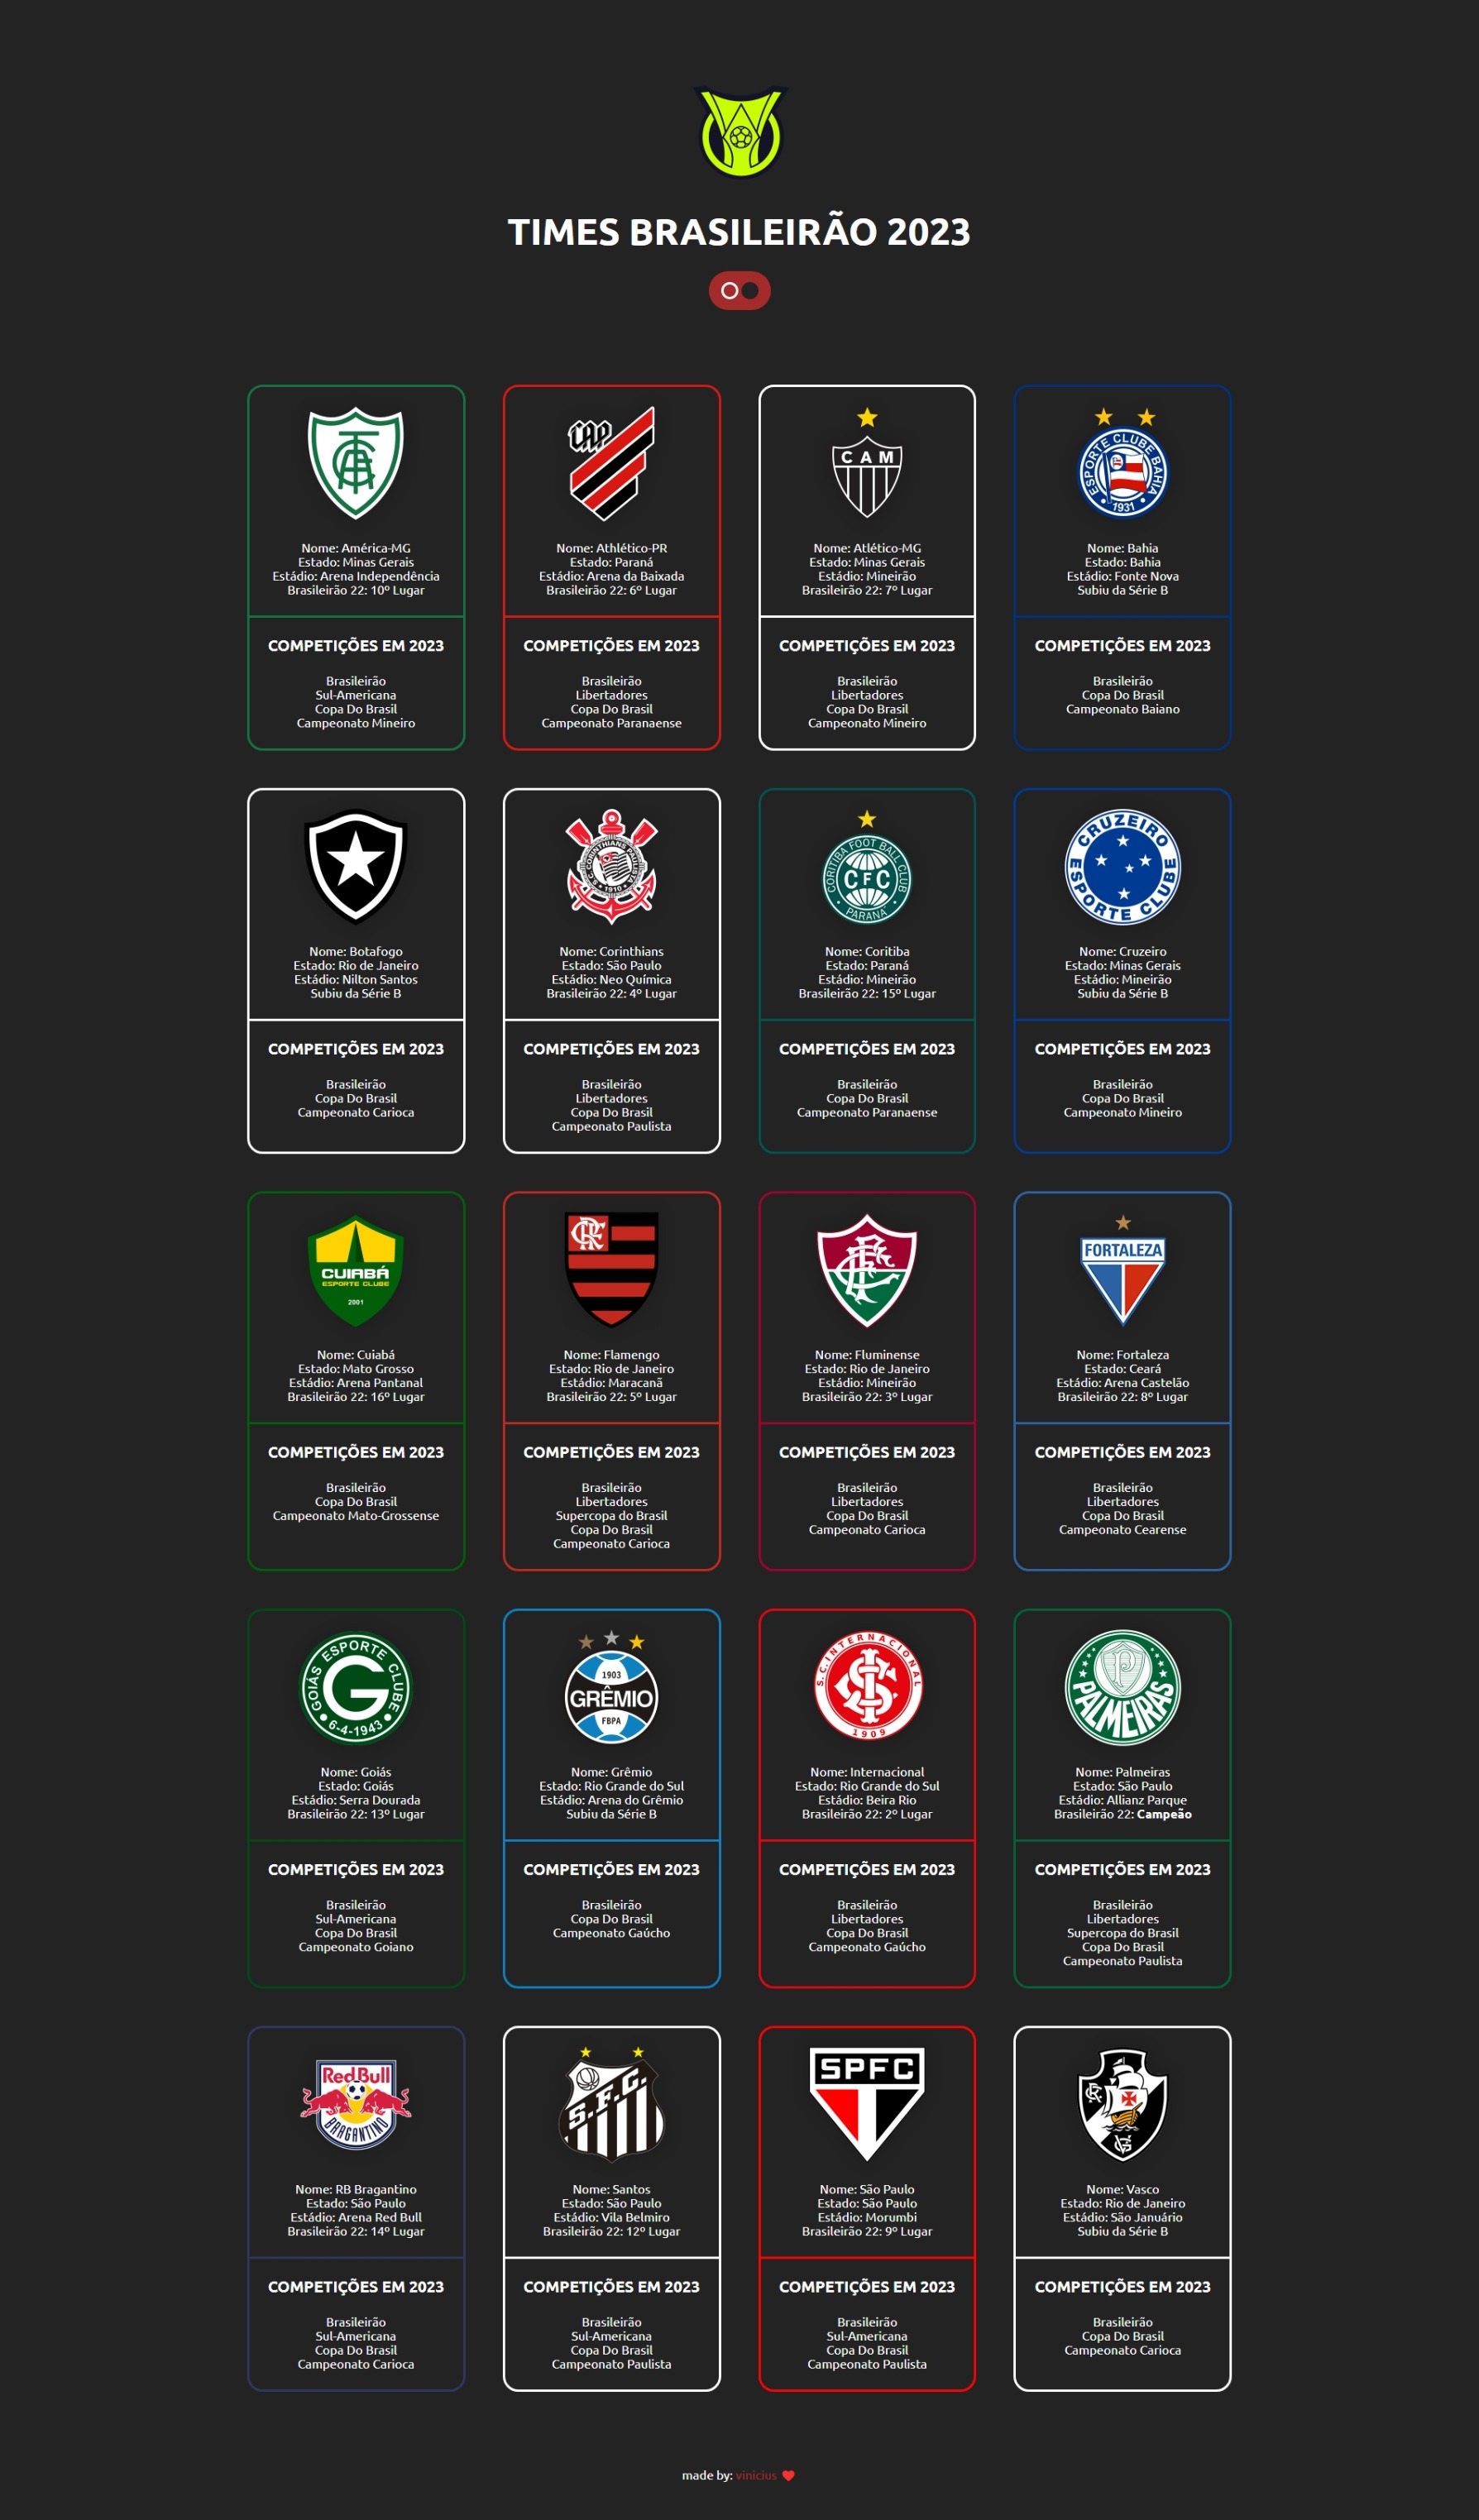 TIMES BRASILEIRÃO 2023
Nome: América-MG
Estado: Minas Gerais
Estádio: Arena Independência
Brasileirão 22: 10º Lugar
COMPETIÇÕES EM 2023
Brasileirão
Sul-Americana
Copa Do Brasil
Campeonato Mineiro
CAP
Nome: Athlético-PR
Estado: Paraná
Estádio: Arena da Baixada
Brasileirão 22: 6º Lugar
COMPETIÇÕES EM 2023
Brasileirão
Libertadores
Copa Do Brasil
Campeonato Paranaense
CAM
Nome: Atlético-MG
Estado: Minas Gerais
Estádio: Mineirão
Brasileirão 22: 7º Lugar
COMPETIÇÕES EM 2023
Brasileirão
Libertadores
Copa Do Brasil
Campeonato Mineiro
ESPORTE CLUBE BAHIA
1931
Nome: Bahia
Estado: Bahia
Estádio: Fonte Nova
Subiu da Série B
COMPETIÇÕES EM 2023
Brasileirão
Copa Do Brasil
Campeonato Baiano
Nome: Botafogo
Estado: Rio de Janeiro
Estádio: Nilton Santos
Subiu da Série B
COMPETIÇÕES EM 2023
Brasileirão
Copa Do Brasil
Campeonato Carioca
S.C. CORINTHIANS PAULISTA
1910
Nome: Corinthians
Estado: São Paulo
Estádio: Neo Química
Brasileirão 22: 4º Lugar
COMPETIÇÕES EM 2023
Brasileirão
Libertadores
Copa Do Brasil
Campeonato Paulista
CORITIBA FOOT BALL CLUB
CFC
PARANÁ
Nome: Coritiba
Estado: Paraná
Estádio: Mineirão
Brasileirão 22: 15º Lugar
COMPETIÇÕES EM 2023
Brasileirão
Copa Do Brasil
Campeonato Paranaense
CRUZEIRO
ESPORTE CLUBE
Nome: Cruzeiro
Estado: Minas Gerais
Estádio: Mineirão
Subiu da Série B
COMPETIÇÕES EM 2023
Brasileirão
Copa Do Brasil
Campeonato Mineiro
CUIABÁ
ESPORTE CLUBE
2001
Nome: Cuiabá
Estado: Mato Grosso
Estádio: Arena Pantanal
Brasileirão 22: 16º Lugar
COMPETIÇÕES EM 2023
Brasileirão
Copa Do Brasil
Campeonato Mato-Grossense
Nome: Flamengo
Estado: Rio de Janeiro
Estádio: Maracanã
Brasileirão 22: 5º Lugar
COMPETIÇÕES EM 2023
Brasileirão
Libertadores
Supercopa do Brasil
Copa Do Brasil
Campeonato Carioca
Nome: Fluminense
Estado: Rio de Janeiro
Estádio: Mineirão
Brasileirão 22: 3º Lugar
COMPETIÇÕES EM 2023
Brasileirão
Libertadores
Copa Do Brasil
Campeonato Carioca
FORTALEZA
Nome: Fortaleza
Estado: Ceará
Estádio: Arena Castelão
Brasileirão 22: 8º Lugar
COMPETIÇÕES EM 2023
Brasileirão
Libertadores
Copa Do Brasil
Campeonato Cearense
GOIÁS ESPORTE CLUBE
G
6-4-1943
Nome: Goiás
Estado: Goiás
Estádio: Serra Dourada
Brasileirão 22: 13º Lugar
COMPETIÇÕES EM 2023
Brasileirão
Sul-Americana
Copa Do Brasil
Campeonato Goiano
1903
GRÊMIO
FBPA
Nome: Grêmio
Estado: Rio Grande do Sul
Estádio: Arena do Grêmio
Subiu da Série B
COMPETIÇÕES EM 2023
Brasileirão
Copa Do Brasil
Campeonato Gaúcho
S.C. INTERNACIONAL
1909
Nome: Internacional
Estado: Rio Grande do Sul
Estádio: Beira Rio
Brasileirão 22: 2º Lugar
COMPETIÇÕES EM 2023
Brasileirão
Libertadores
Copa Do Brasil
Campeonato Gaúcho
P
PALMEIRAS
Nome: Palmeiras
Estado: São Paulo
Estádio: Allianz Parque
Brasileirão 22: Campeão
COMPETIÇÕES EM 2023
Brasileirão
Libertadores
Supercopa do Brasil
Copa Do Brasil
Campeonato Paulista
Red Bull
BRAGANTINO
Nome: RB Bragantino
Estado: São Paulo
Estádio: Arena Red Bull
Brasileirão 22: 14º Lugar
COMPETIÇÕES EM 2023
Brasileirão
Sul-Americana
Copa Do Brasil
Campeonato Carioca
S.F.C.
Nome: Santos
Estado: São Paulo
Estádio: Vila Belmiro
Brasileirão 22: 12º Lugar
COMPETIÇÕES EM 2023
Brasileirão
Sul-Americana
Copa Do Brasil
Campeonato Paulista
SPFC
Nome: São Paulo
Estado: São Paulo
Estádio: Morumbi
Brasileirão 22: 9º Lugar
COMPETIÇÕES EM 2023
Brasileirão
Sul-Americana
Copa Do Brasil
Campeonato Paulista
Nome: Vasco
Estado: Rio de Janeiro
Estádio: São Januário
Subiu da Série B
COMPETIÇÕES EM 2023
Brasileirão
Copa Do Brasil
Campeonato Carioca
made by: vinicius